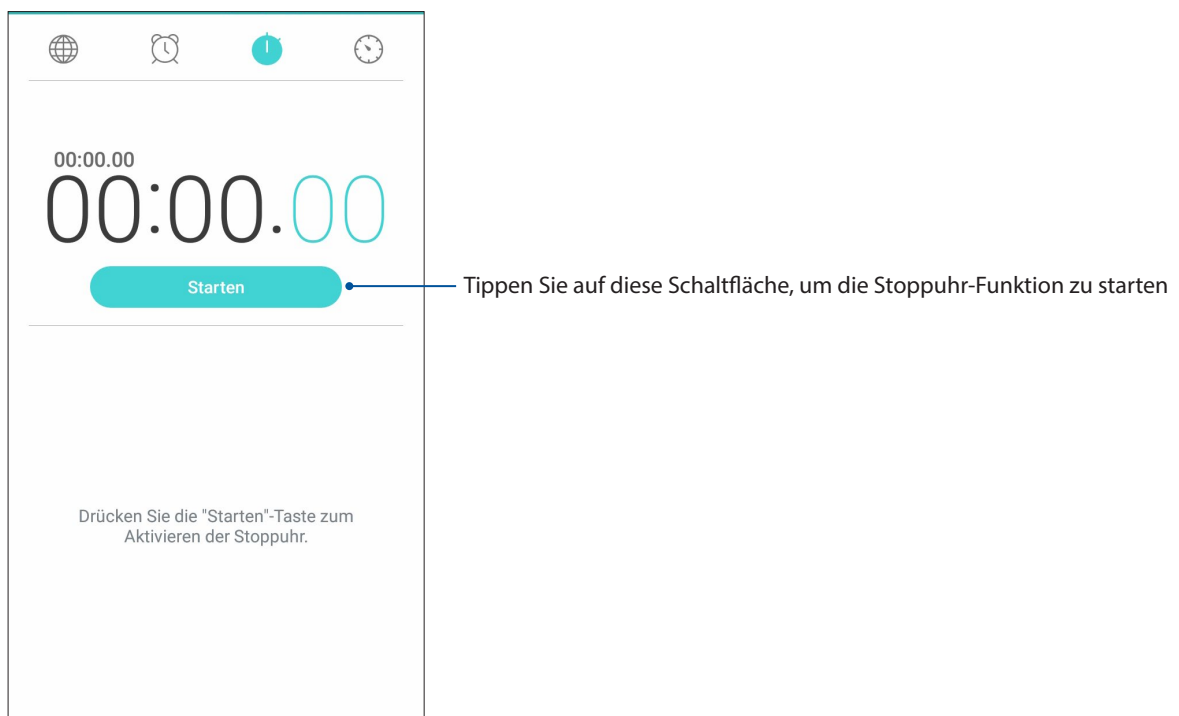 00:00.00
00:00.00
Starten
Tippen Sie auf diese Schaltfläche, um die Stoppuhr-Funktion zu starten
Drücken Sie die "Starten"-Taste zum
Aktivieren der Stoppuhr.